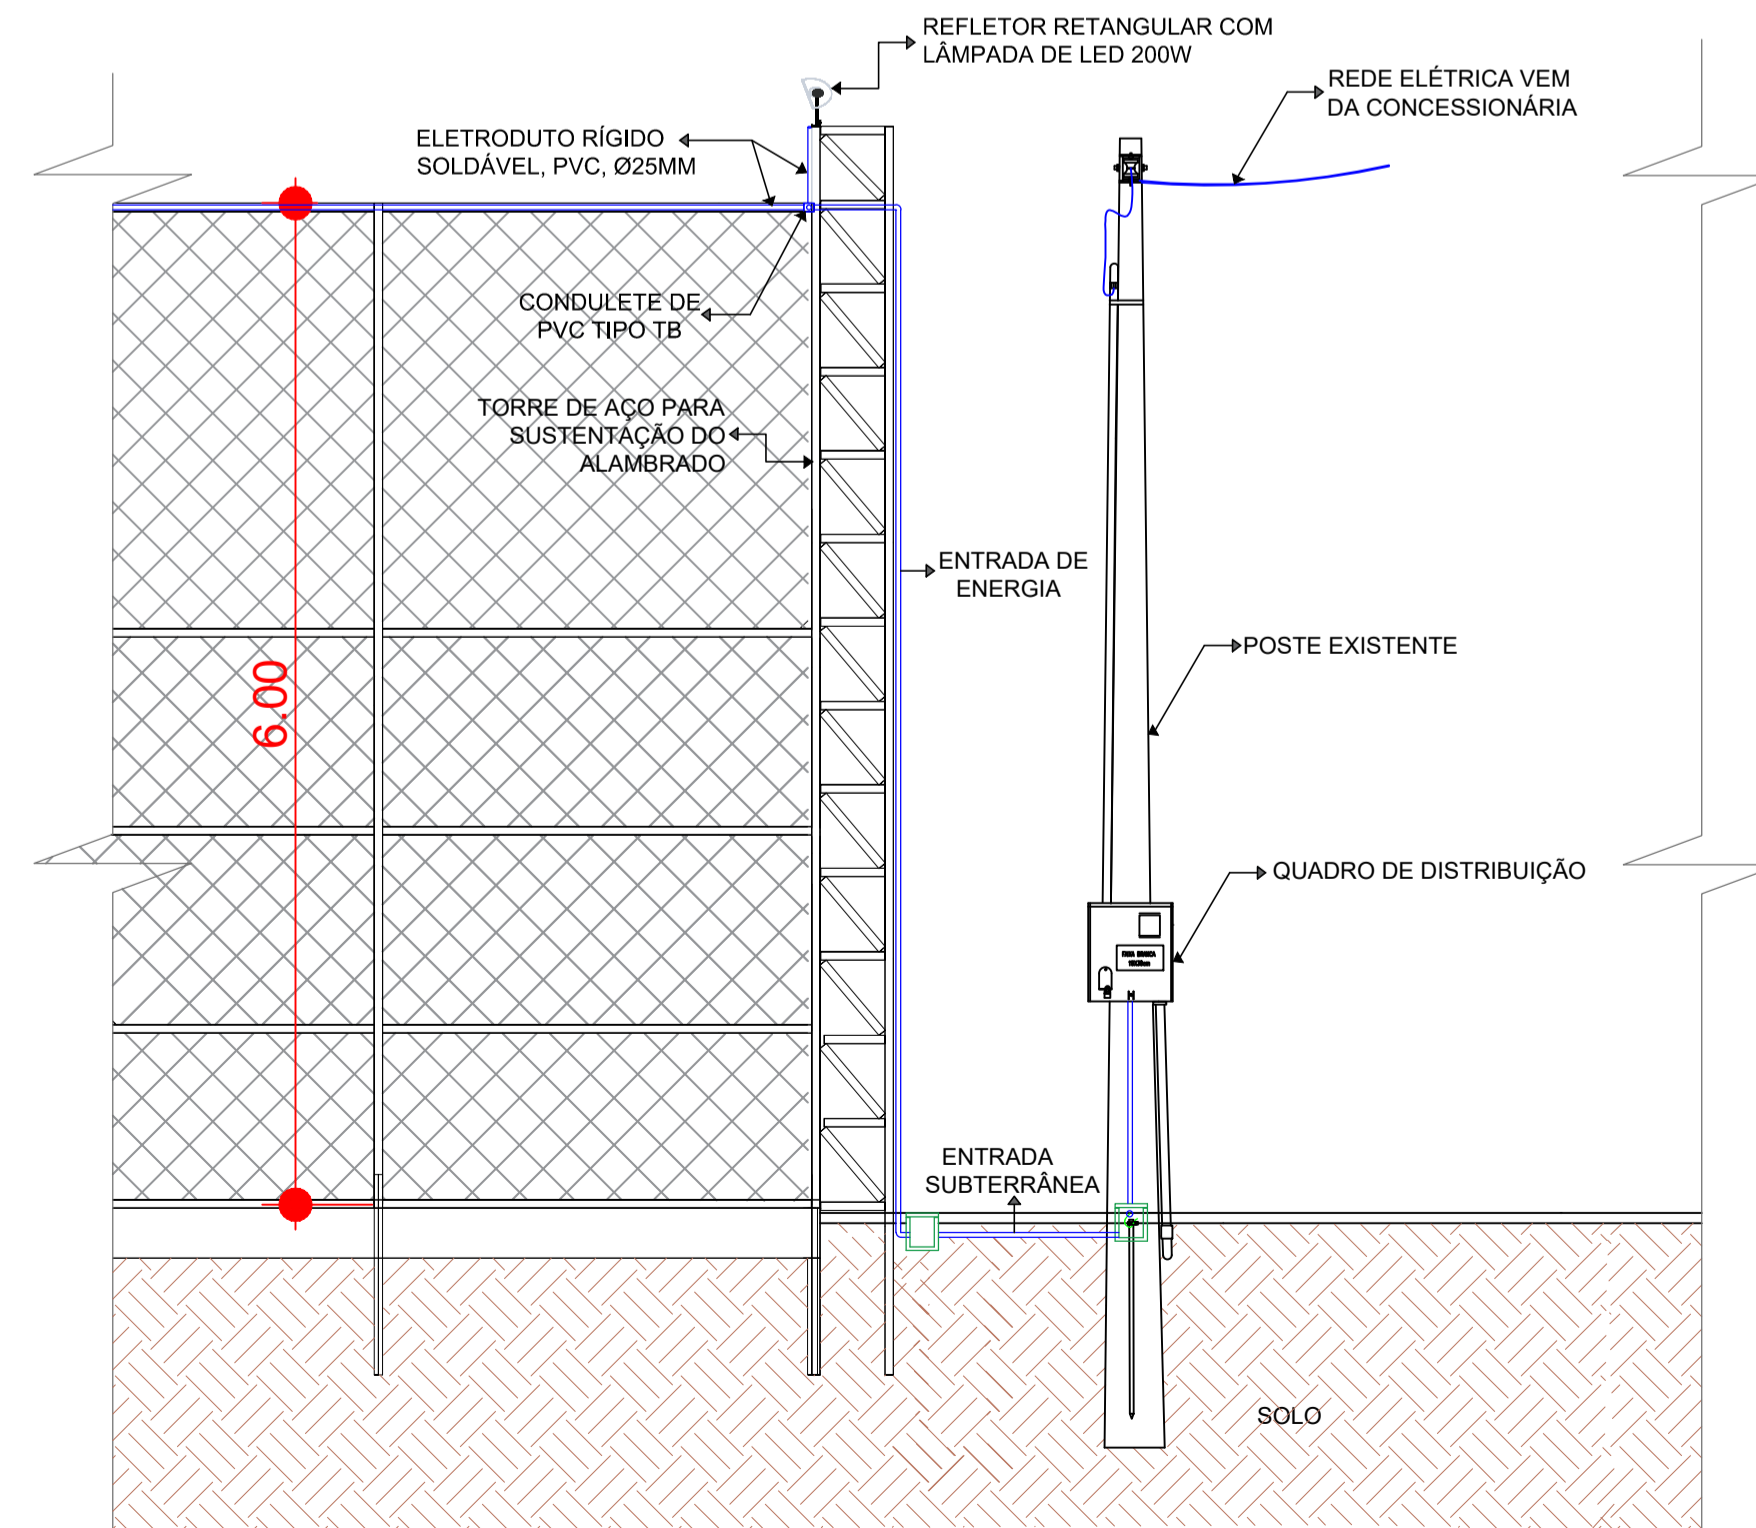 REFLETOR RETANGULAR COM
LÂMPADA DE LED 200W
REDE ELÉTRICA VEM
DA CONCESSIONÁRIA
ELETRODUTO RÍGIDO
SOLDÁVEL, PVC, Ø25MM
CONDULETE DE
PVC TIPO TB
TORRE DE AÇO PARA
SUSTENTAÇÃO DO
ALAMBRADO
ENTRADA DE
ENERGIA
POSTE EXISTENTE
6.00
QUADRO DE DISTRIBUIÇÃO
ENTRADA
SUBTERRÂNEA
SOLO